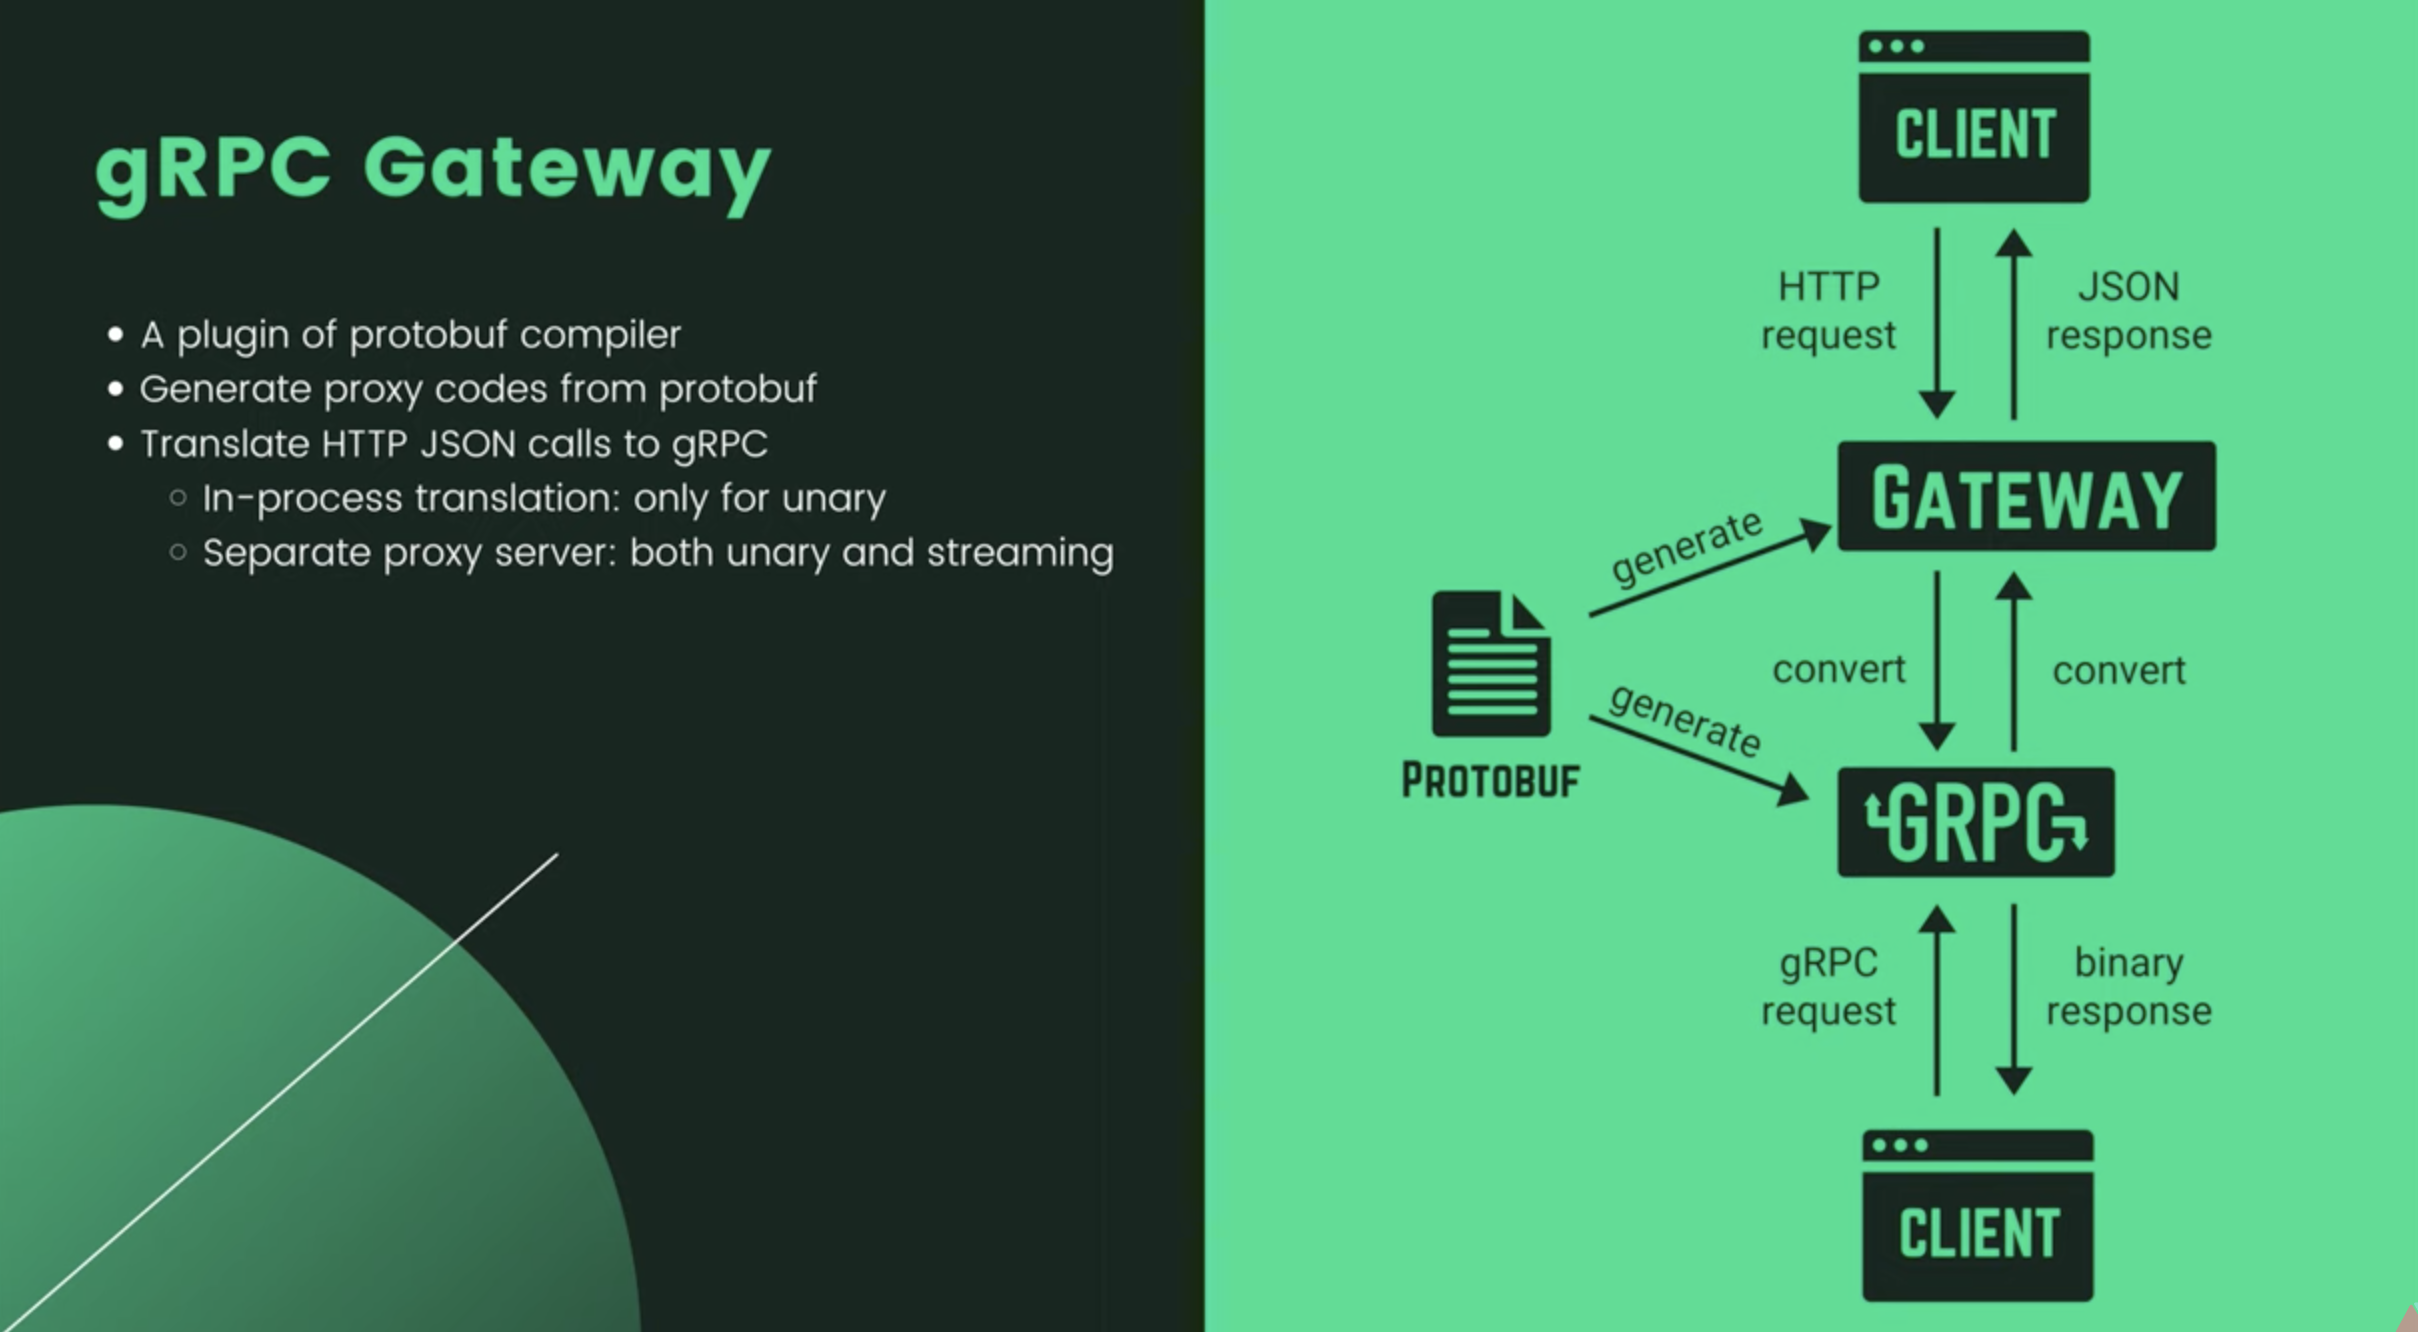 gRPC Gateway
• A plugin of protobuf compiler
• Generate proxy codes from protobuf
• Translate HTTP JSON calls to gRPC
○ In-process translation: only for unary
○ Separate proxy server: both unary and streaming
CLIENT
HTTP
request
JSON
response
GATEWAY
generate
PROTOBUF
generate
convert
convert
GRPC
gRPC
request
binary
response
CLIENT